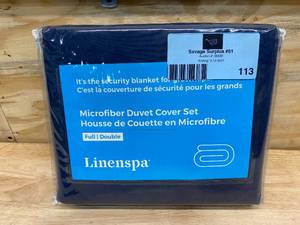 Savage Surplus #51
113
It's the security blanket for
C'est la couverture de sécurité pour les grands
Microfiber Duvet Cover Set
Housse de Couette en Microfibre
Full | Double
Linenspa